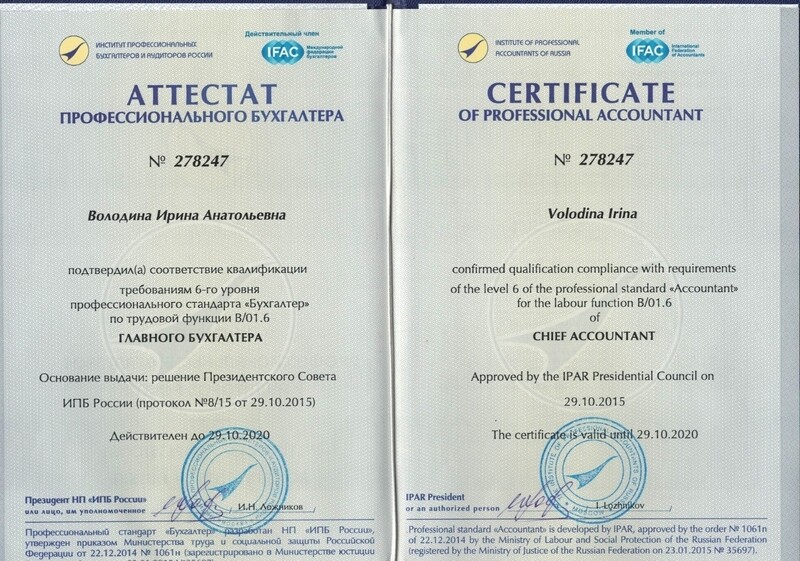 ИНСТИТУТ ПРОФЕССИОНАЛЬНЫХ
БУХГАЛТЕРОВ И АУДИТОРОВ РОССИИ
Действительный член
IFAC
Международной
федерации
бухгалтеров
АТТЕСТАТ
ПРОФЕССИОНАЛЬНОГО БУХГАЛТЕРА
№ 278247
Володина Ирина Анатольевна
подтвердил(а) соответствие квалификации
требованиям 6-го уровня
профессионального стандарта «Бухгалтер»
по трудовой функции B/01.6
ГЛАВНОГО БУХГАЛТЕРА
Основание выдачи: решение Президентского Совета
ИПБ России (протокол №8/15 от 29.10.2015)
Действителен до 29.10.2020
Президент НП «ИПБ России»
или лицо, им уполномоченное
И.Н. Ложников
Профессиональный стандарт «Бухгалтер» разработан НП «ИПБ России»,
утвержден приказом Министерства труда и социальной защиты Российской
Федерации от 22.12.2014 № 1061н (зарегистрировано в Министерстве юстиции
INSTITUTE OF PROFESSIONAL
ACCOUNTANTS OF RUSSIA
Member of
IFAC
International
Federation
of Accountants
CERTIFICATE
OF PROFESSIONAL ACCOUNTANT
№ 278247
Volodina Irina
confirmed qualification compliance with requirements
of the level 6 of the professional standard «Accountant»
for the labour function B/01.6
of
CHIEF ACCOUNTANT
Approved by the IPAR Presidential Council on
29.10.2015
The certificate is valid until 29.10.2020
IPAR President
or an authorized person
I. Lozhnikov
Professional standard «Accountant» is developed by IPAR, approved by the order № 1061n
of 22.12.2014 by the Ministry of Labour and Social Protection of the Russian Federation
(registered by the Ministry of Justice of the Russian Federation on 23.01.2015 № 35697).